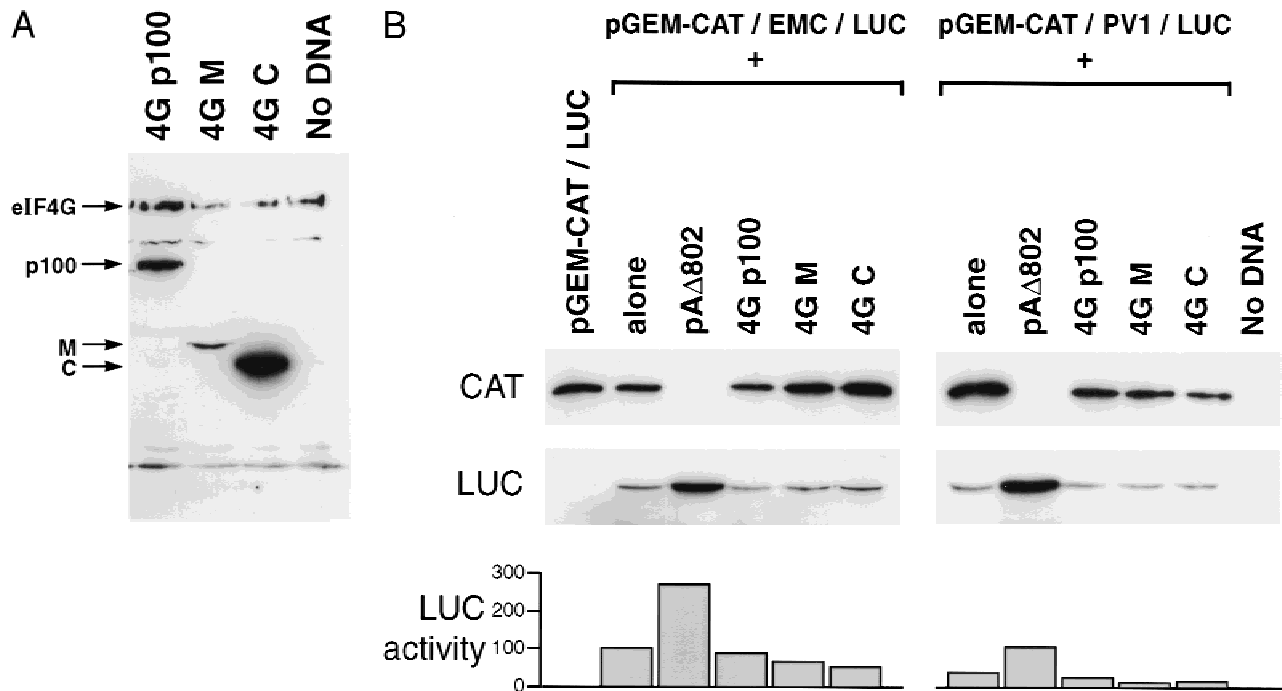 A
4G p100
4G M
4G C
No DNA
eIF4G
p100
M
C
B
pGEM-CAT / EMC / LUC
+
pGEM-CAT / PV1 / LUC
+
pGEM-CAT / LUC
alone
pAΔ802
4G p100
4G M
4G C
alone
pAΔ802
4G p100
4G M
4G C
No DNA
CAT
LUC
LUC
activity
300
200
100
0